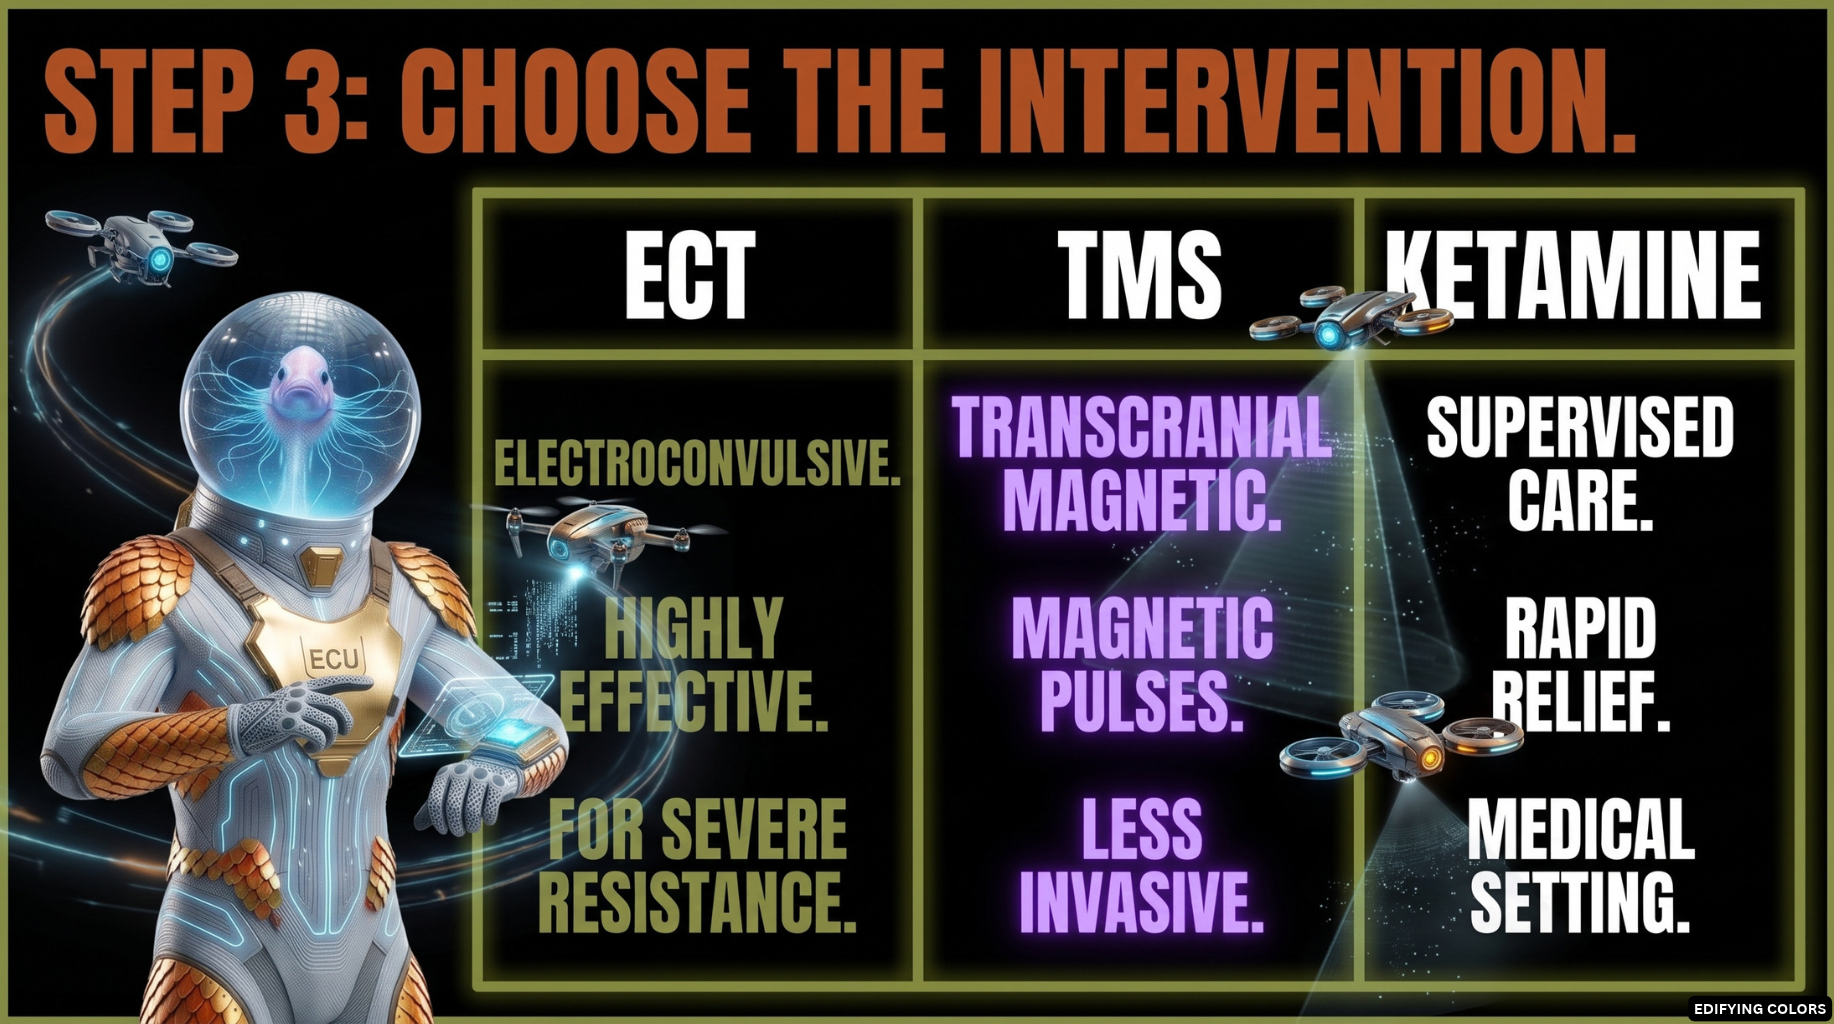 STEP 3: CHOOSE THE INTERVENTION.
ECT
TMS
KETAMINE
ELECTROCONVULSIVE.
HIGHLY
EFFECTIVE.
FOR SEVERE
RESISTANCE.
TRANSCRANIAL
MAGNETIC.
MAGNETIC
PULSES.
LESS
INVASIVE.
SUPERVISED
CARE.
RAPID
RELIEF.
MEDICAL
SETTING.
ECU
EDIFYING COLORS